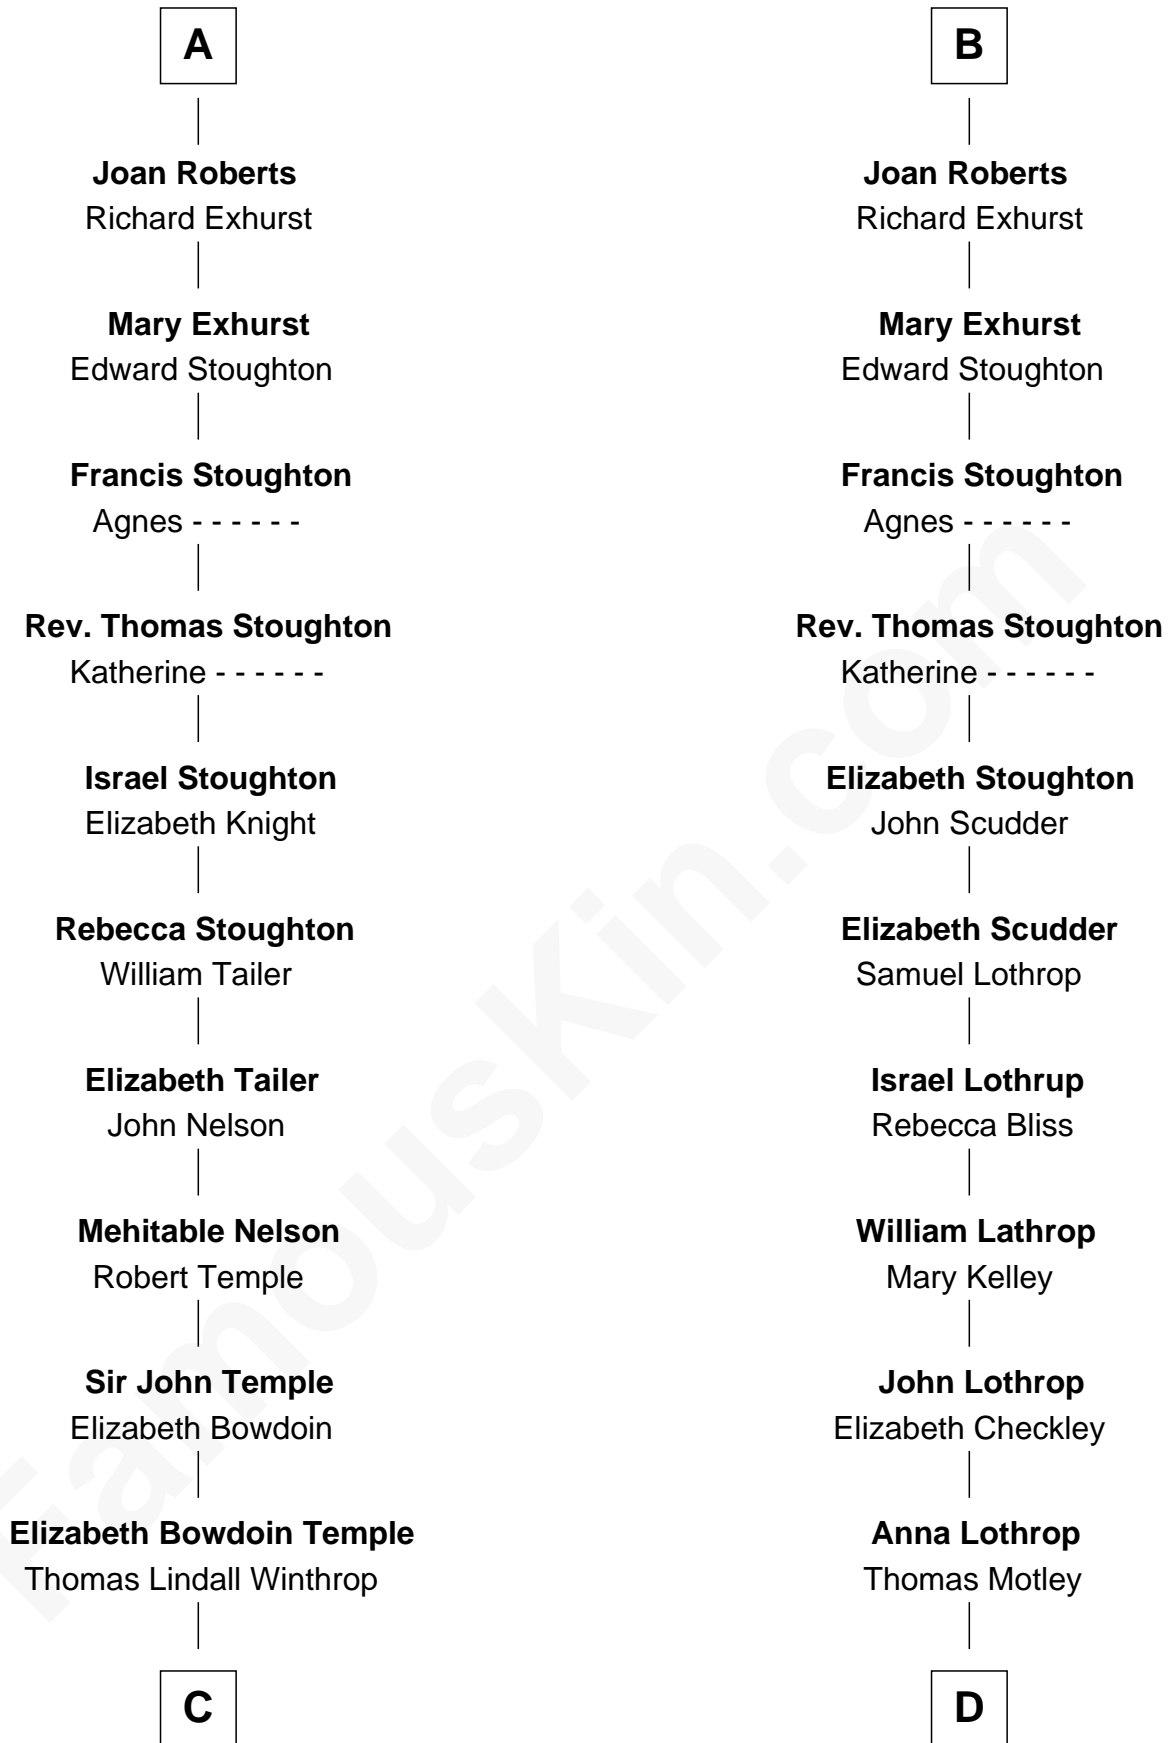 A
Joan Roberts
Richard Exhurst
Mary Exhurst
Edward Stoughton
Francis Stoughton
Agnes - - - - - -
Rev. Thomas Stoughton
Katherine - - - - - -
Israel Stoughton
Elizabeth Knight
Rebecca Stoughton
William Tailer
Elizabeth Tailer
John Nelson
Mehitable Nelson
Robert Temple
Sir John Temple
Elizabeth Bowdoin
Elizabeth Bowdoin Temple
Thomas Lindall Winthrop
C
B
Joan Roberts
Richard Exhurst
Mary Exhurst
Edward Stoughton
Francis Stoughton
Agnes - - - - - -
Rev. Thomas Stoughton
Katherine - - - - - -
Elizabeth Stoughton
John Scudder
Elizabeth Scudder
Samuel Lothrop
Israel Lothrup
Rebecca Bliss
William Lathrop
Mary Kelley
John Lothrop
Elizabeth Checkley
Anna Lothrop
Thomas Motley
D
FamousKin.com